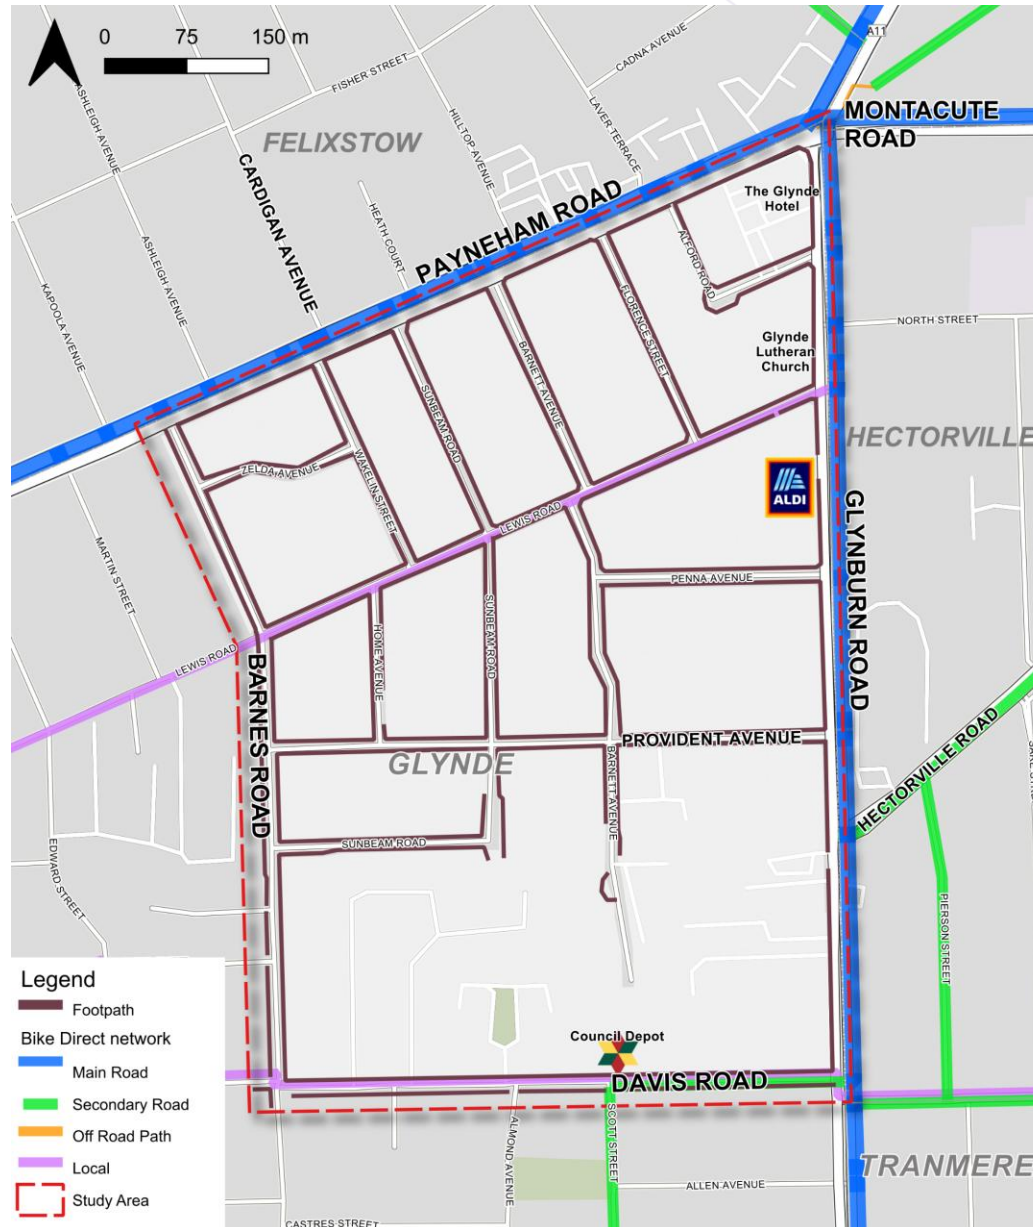 0 75 150 m
ASHLEIGH AVENUE
FISHER STREET
CADNA AVENUE
A11
HILLTOP AVENUE
LAVER TERRACE
FELIXSTOW
CARDIGAN AVENUE
MONTACUTE
ROAD
The Glynde
Hotel
HEATH COURT
PAYNEHAM ROAD
ASHLEIGH AVENUE
KAPOOLA AVENUE
ALFORD ROAD
FLORENCE STREET
NORTH STREET
Glynde
Lutheran
Church
BARNETT AVENUE
SUNBEAM ROAD
WAKELIN STREET
ZELDA AVENUE
HECTORVILLE
ALDI
LEWIS ROAD
GLYNBURN ROAD
MARTIN STREET
PENNA AVENUE
SUNBEAM ROAD
HOME AVENUE
LEWIS ROAD
BARNES ROAD
PROVIDENT AVENUE
GLYNDE
BARNETT AVENUE
HECTORVILLE ROAD
SUNBEAM ROAD
EDWARD STREET
PIERSON STREET
Legend
Footpath
Bike Direct network
Main Road
Secondary Road
Off Road Path
Local
Study Area
Council Depot
DAVIS ROAD
SCOTT STREET
ALMOND AVENUE
TRANMERE
ALLEN AVENUE
CASTRES STREET